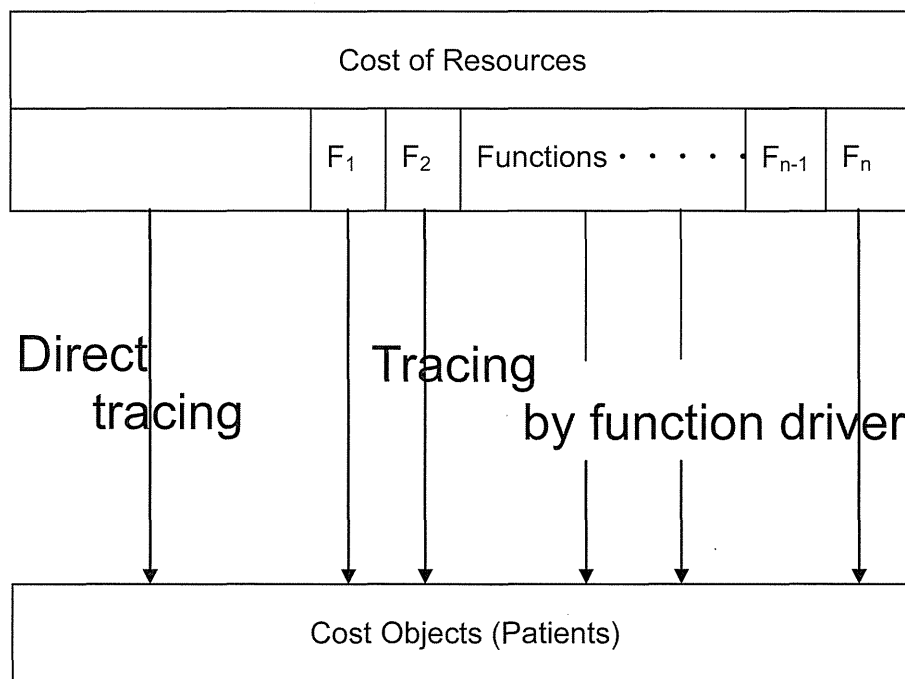 Cost of Resources
F₁ F₂ Functions · · · · · Fₙ₋₁ Fₙ
Direct tracing
Tracing by function driver
Cost Objects (Patients)